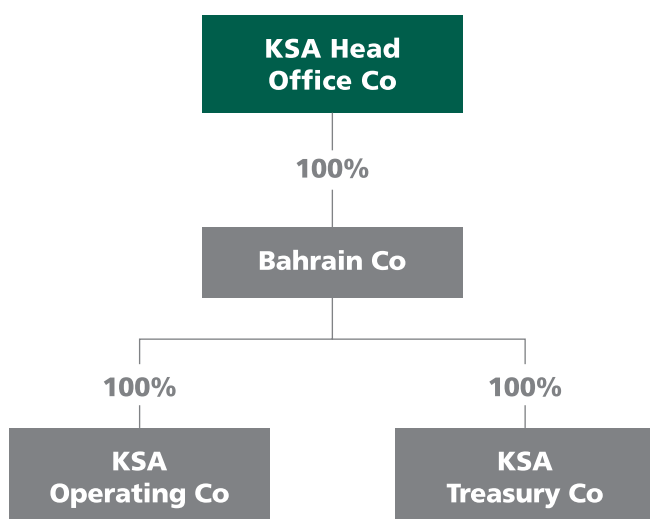 KSA Head
Office Co
100%
Bahrain Co
100%
100%
KSA
Operating Co
KSA
Treasury Co